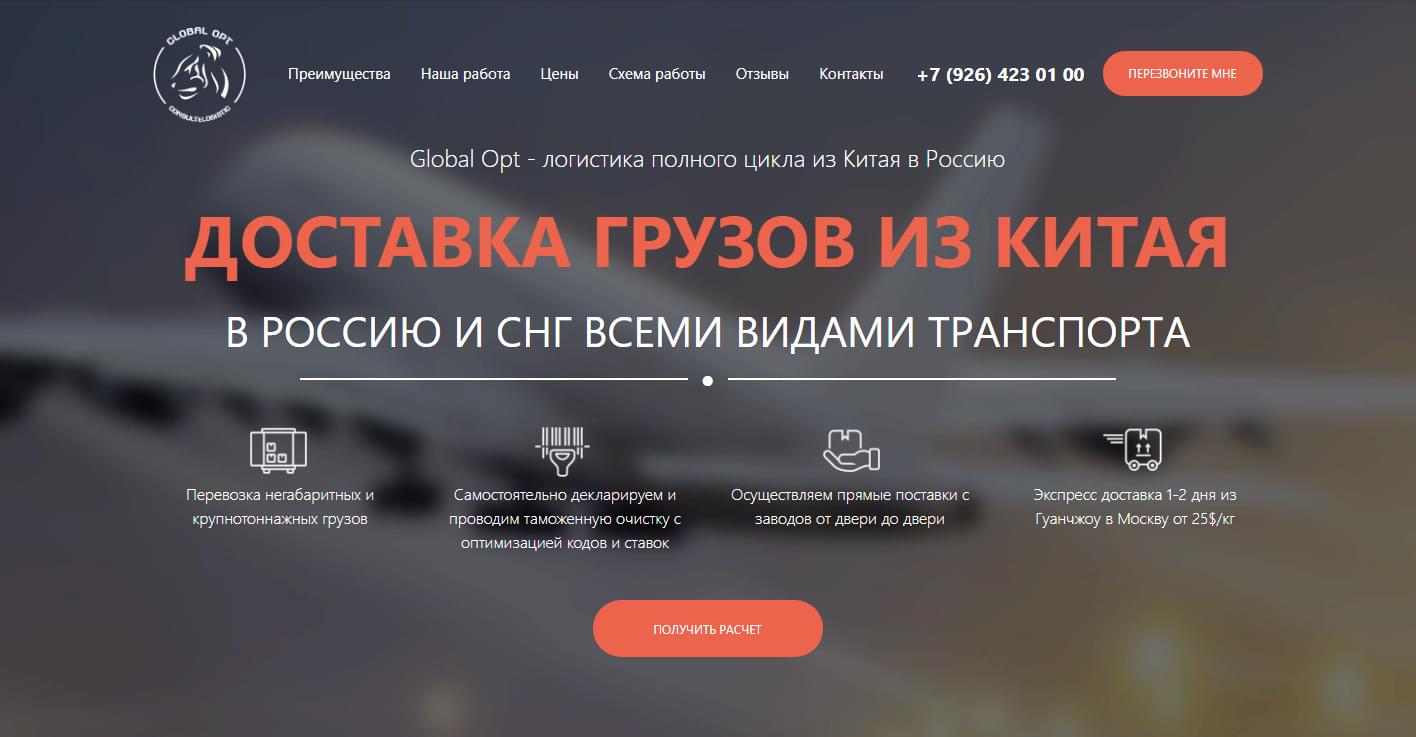 GLOBAL OPT
CONSULT&LOGISTIC
Преимущества
Наша работа
Цены
Схема работы
Отзывы
Контакты
+7 (926) 423 01 00
ПЕРЕЗВОНИТЕ МНЕ
Global Opt - логистика полного цикла из Китая в Россию
ДОСТАВКА ГРУЗОВ ИЗ КИТАЯ
В РОССИЮ И СНГ ВСЕМИ ВИДАМИ ТРАНСПОРТА
Перевозка негабаритных и
крупнотоннажных грузов
Самостоятельно декларируем и
проводим таможенную очистку с
оптимизацией кодов и ставок
Осуществляем прямые поставки с
заводов от двери до двери
Экспресс доставка 1-2 дня из
Гуанчжоу в Москву от 25$/кг
ПОЛУЧИТЬ РАСЧЕТ